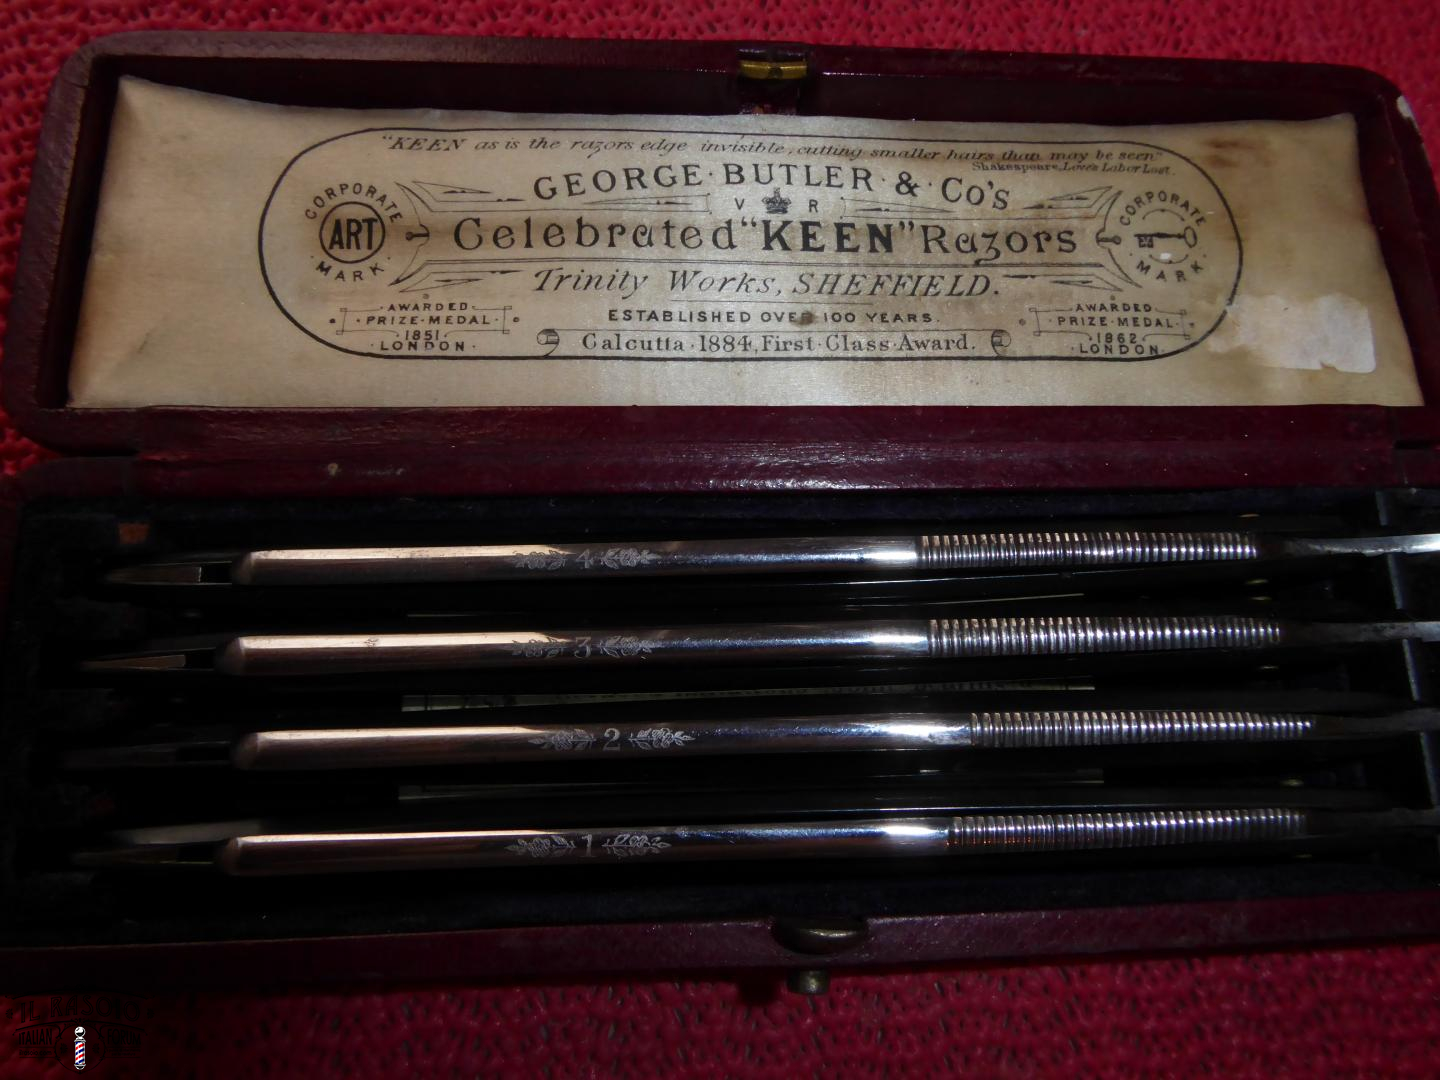 "KEEN as is the razors edge invisible, cutting smaller hairs than may be seen"
Shakespeare, Love's Labor Lost.
GEORGE · BUTLER · & · Co's
V R
Celebrated "KEEN" Razors
Trinity Works, SHEFFIELD.
ESTABLISHED OVER 100 YEARS.
Calcutta · 1884, First · Class · Award.
CORPORATE
ART
· MARK ·
AWARDED
· PRIZE · MEDAL ·
· 1851 ·
· LONDON ·
CORPORATE
· MARK ·
AWARDED
· PRIZE · MEDAL ·
· 1862 ·
· LONDON ·
4
3
2
1
ITALIAN